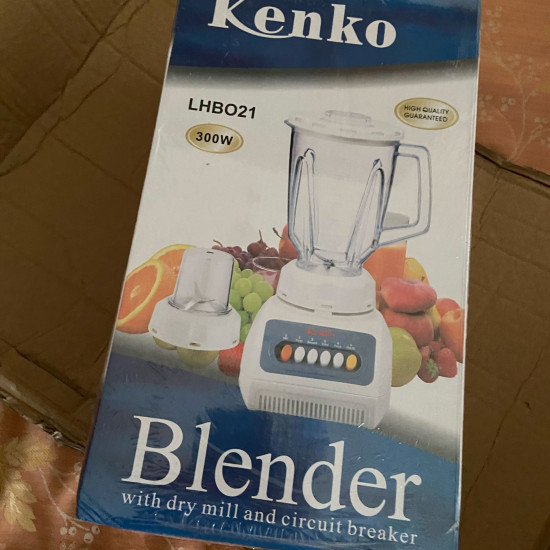 Kenko
LHBO21
300W
HIGH QUALITY
GUARANTEED
Blender
with dry mill and circuit breaker